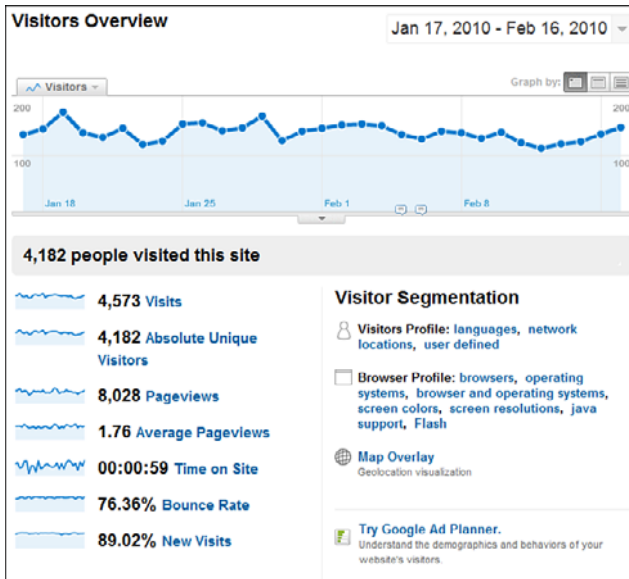 Visitors Overview
Jan 17, 2010 - Feb 16, 2010
Visitors
Graph by:
200
200
100
100
Jan 18
Jan 25
Feb 1
Feb 8
4,182 people visited this site
4,573 Visits
4,182 Absolute Unique
Visitors
8,028 Pageviews
1.76 Average Pageviews
00:00:59 Time on Site
76.36% Bounce Rate
89.02% New Visits
Visitor Segmentation
Visitors Profile: languages, network
locations, user defined
Browser Profile: browsers, operating
systems, browser and operating systems,
screen colors, screen resolutions, java
support, Flash
Map Overlay
Geolocation visualization
Try Google Ad Planner.
Understand the demographics and behaviors of your
website's visitors.